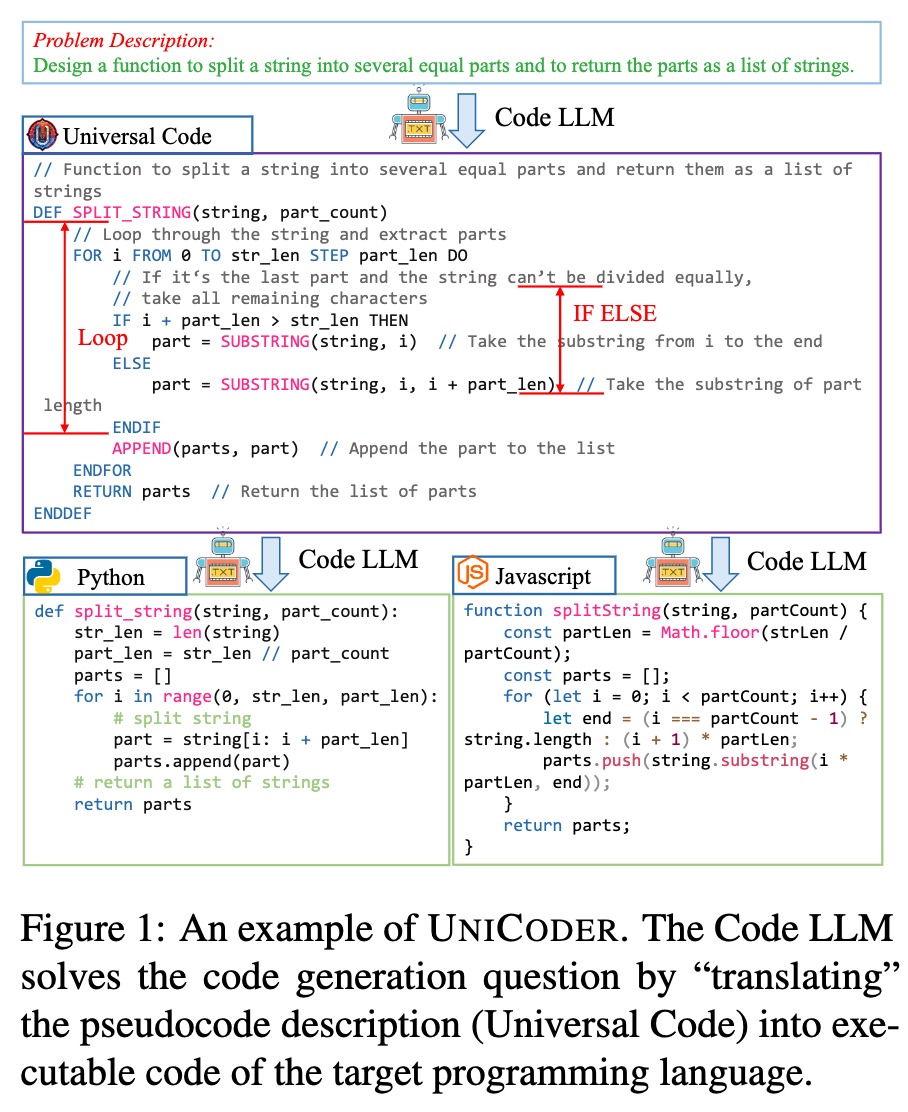 Problem Description:
Design a function to split a string into several equal parts and to return the parts as a list of strings.
TXT
Code LLM
U Universal Code
// Function to split a string into several equal parts and return them as a list of
strings
DEF SPLIT_STRING(string, part_count)
// Loop through the string and extract parts
FOR i FROM 0 TO str_len STEP part_len DO
// If it‘s the last part and the string can’t be divided equally,
// take all remaining characters
IF i + part_len > str_len THEN
IF ELSE
Loop
part = SUBSTRING(string, i) // Take the substring from i to the end
ELSE
part = SUBSTRING(string, i, i + part_len) // Take the substring of part
length
ENDIF
APPEND(parts, part) // Append the part to the list
ENDFOR
RETURN parts // Return the list of parts
ENDDEF
TXT
Code LLM
Python
def split_string(string, part_count):
str_len = len(string)
part_len = str_len // part_count
parts = []
for i in range(0, str_len, part_len):
# split string
part = string[i: i + part_len]
parts.append(part)
# return a list of strings
return parts
TXT
Code LLM
JS Javascript
function splitString(string, partCount) {
const partLen = Math.floor(strLen /
partCount);
const parts = [];
for (let i = 0; i < partCount; i++) {
let end = (i === partCount - 1) ?
string.length : (i + 1) * partLen;
parts.push(string.substring(i *
partLen, end));
}
return parts;
}
Figure 1: An example of UNICODER. The Code LLM
solves the code generation question by “translating”
the pseudocode description (Universal Code) into exe-
cutable code of the target programming language.